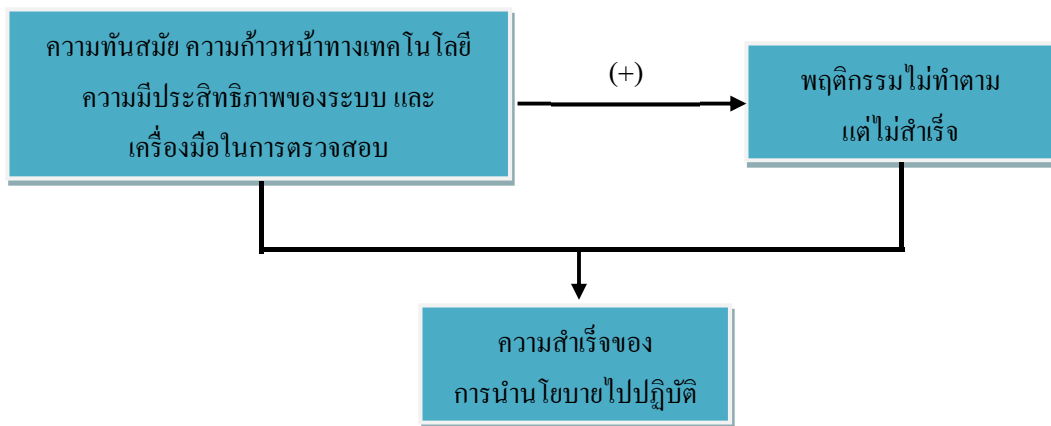 ความทันสมัย ความก้าวหน้าทางเทคโนโลยี
ความมีประสิทธิภาพของระบบ และ
เครื่องมือในการตรวจสอบ
(+)
พฤติกรรมไม่ทำตาม
แต่ไม่สำเร็จ
ความสำเร็จของ
การนำนโยบายไปปฏิบัติ